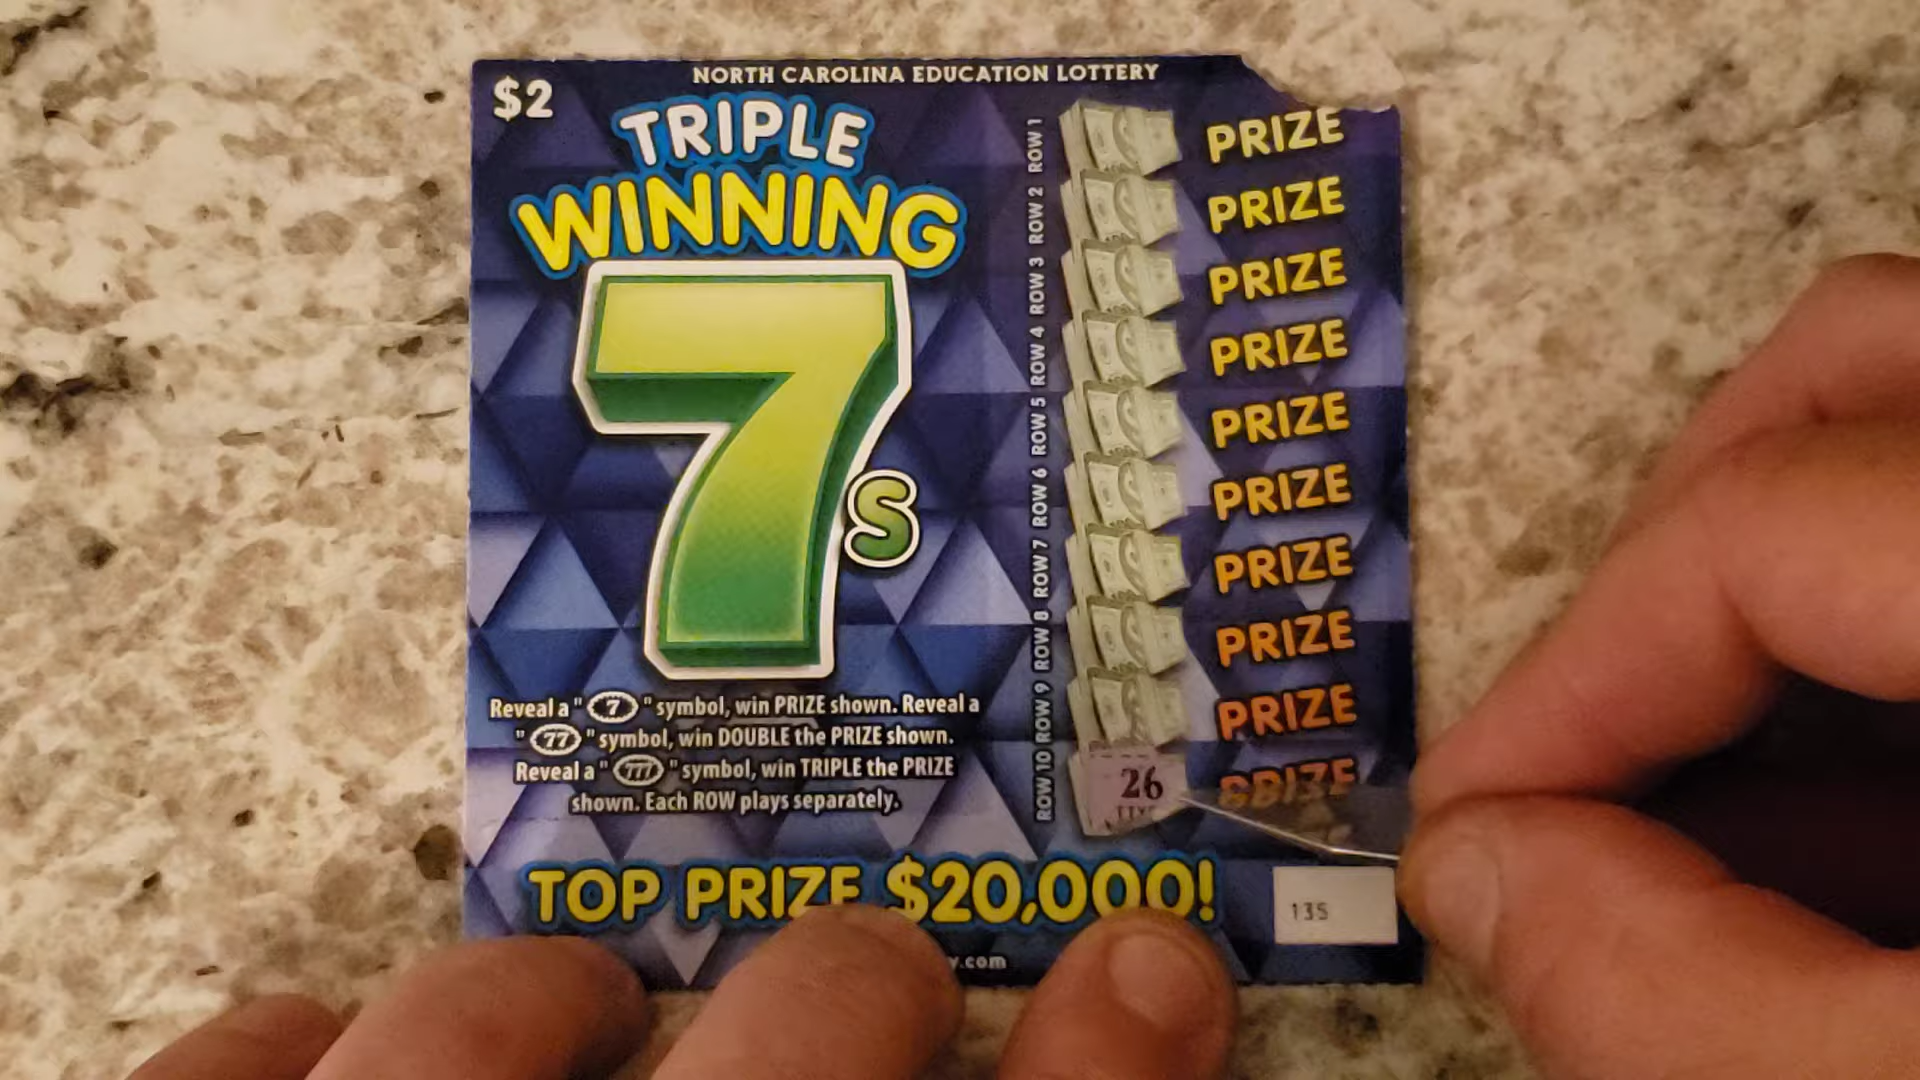 NORTH CAROLINA EDUCATION LOTTERY
$2
TRIPLE
WINNING
7s
Reveal a " 7 " symbol, win PRIZE shown. Reveal a
" 77 " symbol, win DOUBLE the PRIZE shown.
Reveal a " 777 " symbol, win TRIPLE the PRIZE
shown. Each ROW plays separately.
ROW 1 PRIZE
ROW 2 PRIZE
ROW 3 PRIZE
ROW 4 PRIZE
ROW 5 PRIZE
ROW 6 PRIZE
ROW 7 PRIZE
ROW 8 PRIZE
ROW 9 PRIZE
ROW 10 26 PRIZE
TOP PRIZE $20,000!
135
y.com